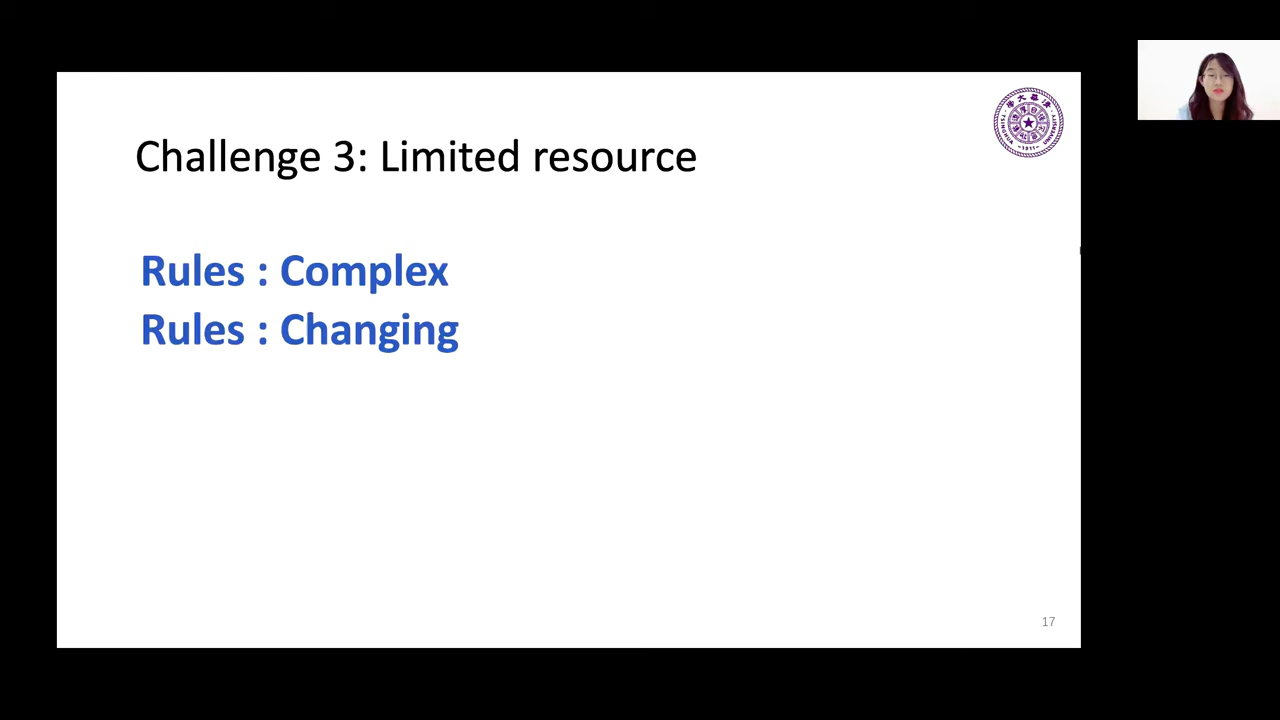 Challenge 3: Limited resource
Rules : Complex
Rules : Changing
17